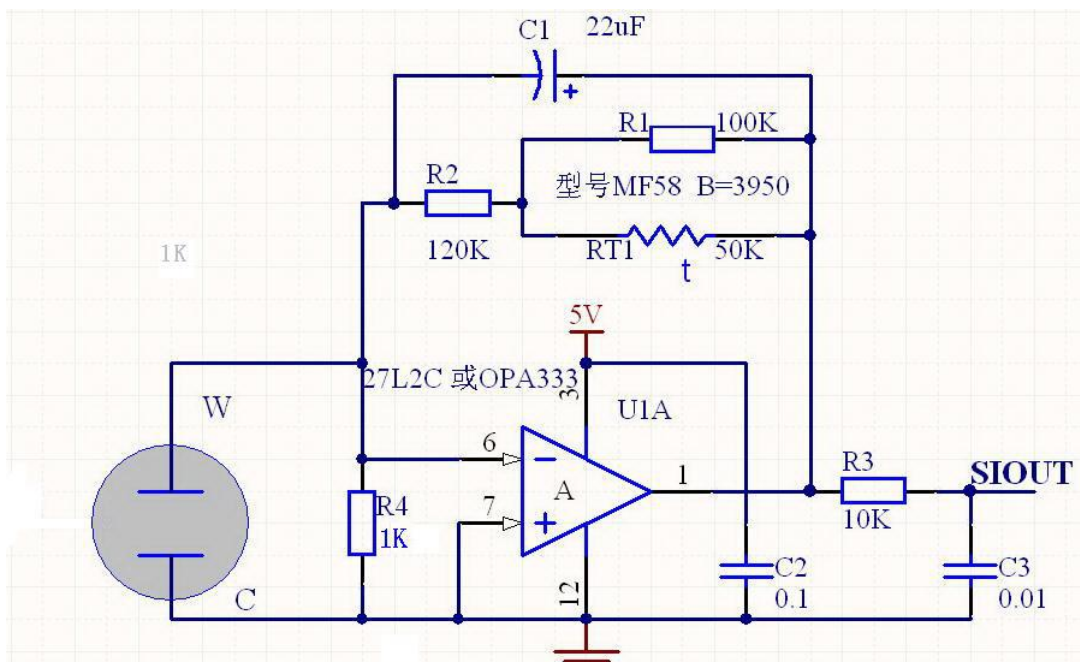 C1 22uF
R1 100K
R2
型号MF58 B=3950
1K
120K
RT1 50K
t
5V
27L2C 或OPA333
3
W
U1A
6
A
1
R3
SIOUT
7
R4
1K
10K
12
C2
C3
C
0.1
0.01